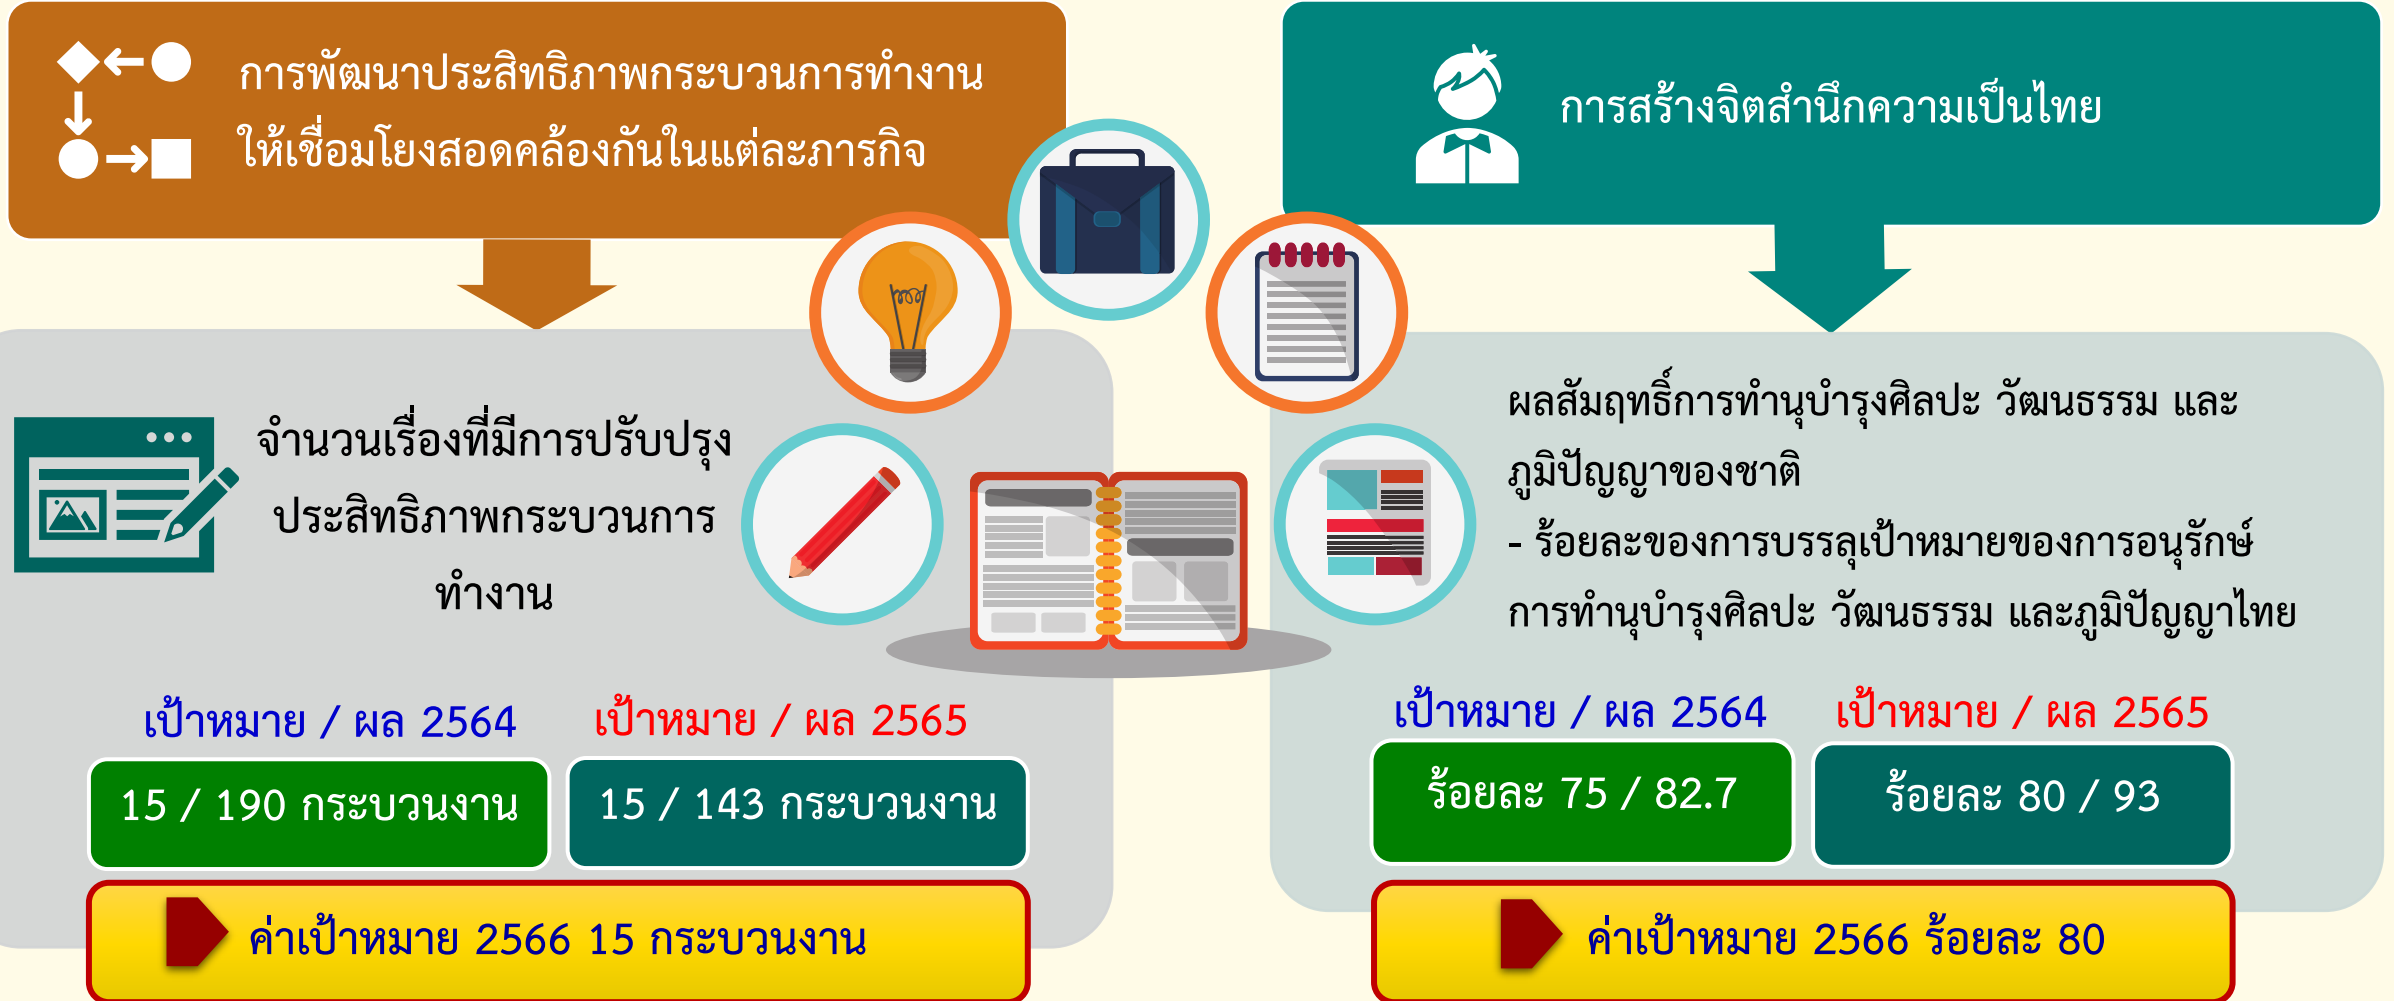 การพัฒนาประสิทธิภาพกระบวนการทำงาน
ให้เชื่อมโยงสอดคล้องกันในแต่ละภารกิจ
จำนวนเรื่องที่มีการปรับปรุง
ประสิทธิภาพกระบวนการ
ทำงาน
เป้าหมาย / ผล 2564
เป้าหมาย / ผล 2565
15 / 190 กระบวนงาน
15 / 143 กระบวนงาน
ค่าเป้าหมาย 2566 15 กระบวนงาน
การสร้างจิตสำนึกความเป็นไทย
ผลสัมฤทธิ์การทำนุบำรุงศิลปะ วัฒนธรรม และ
ภูมิปัญญาของชาติ
- ร้อยละของการบรรลุเป้าหมายของการอนุรักษ์
การทำนุบำรุงศิลปะ วัฒนธรรม และภูมิปัญญาไทย
เป้าหมาย / ผล 2564
เป้าหมาย / ผล 2565
ร้อยละ 75 / 82.7
ร้อยละ 80 / 93
ค่าเป้าหมาย 2566 ร้อยละ 80